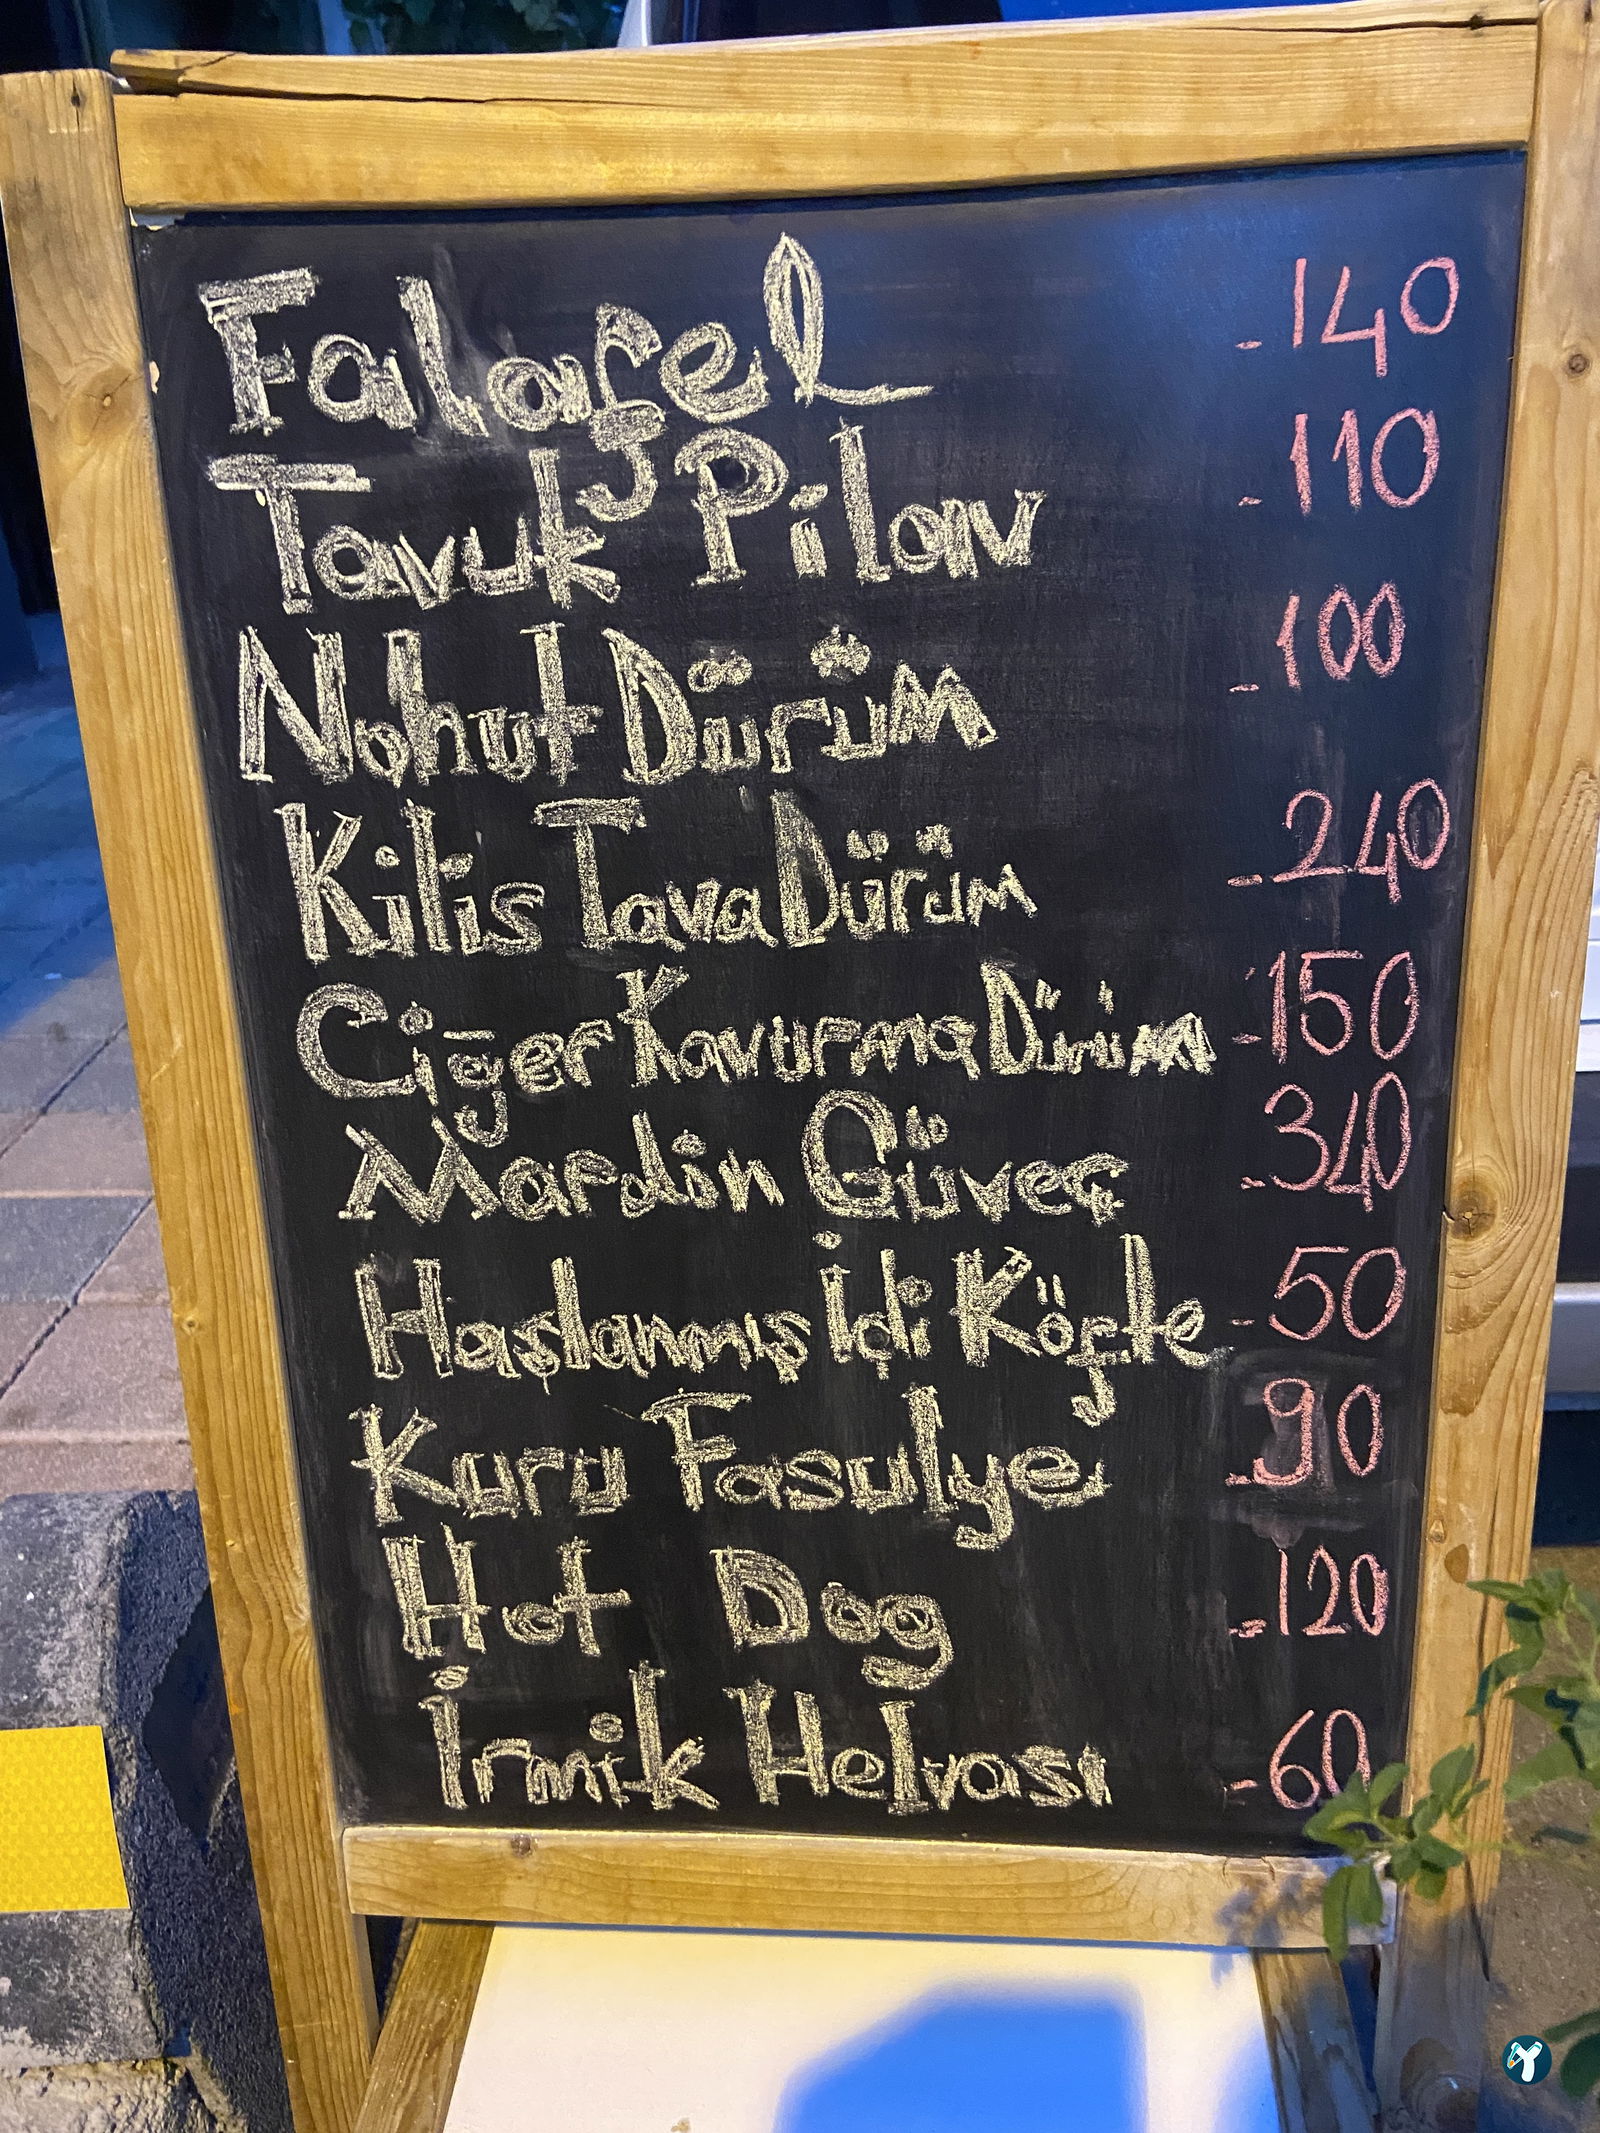 Falafel -140
Tavuk Pilav -110
Nohut Dürüm -100
Kilis Tava Dürüm -240
Ciğer Kavurma Dürüm -150
Mardin Güveç -340
Haşlanmış İçli Köfte -50
Kuru Fasulye -90
Hot Dog -120
İrmik Helvası -60